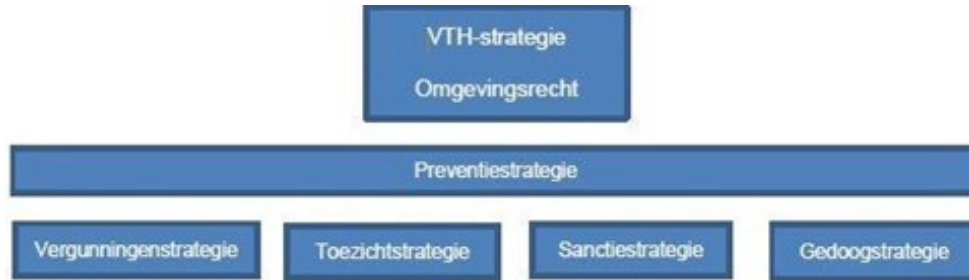 VTH-strategie
Omgevingsrecht
Preventiestrategie
Vergunningenstrategie
Toezichtstrategie
Sanctiestrategie
Gedoogstrategie